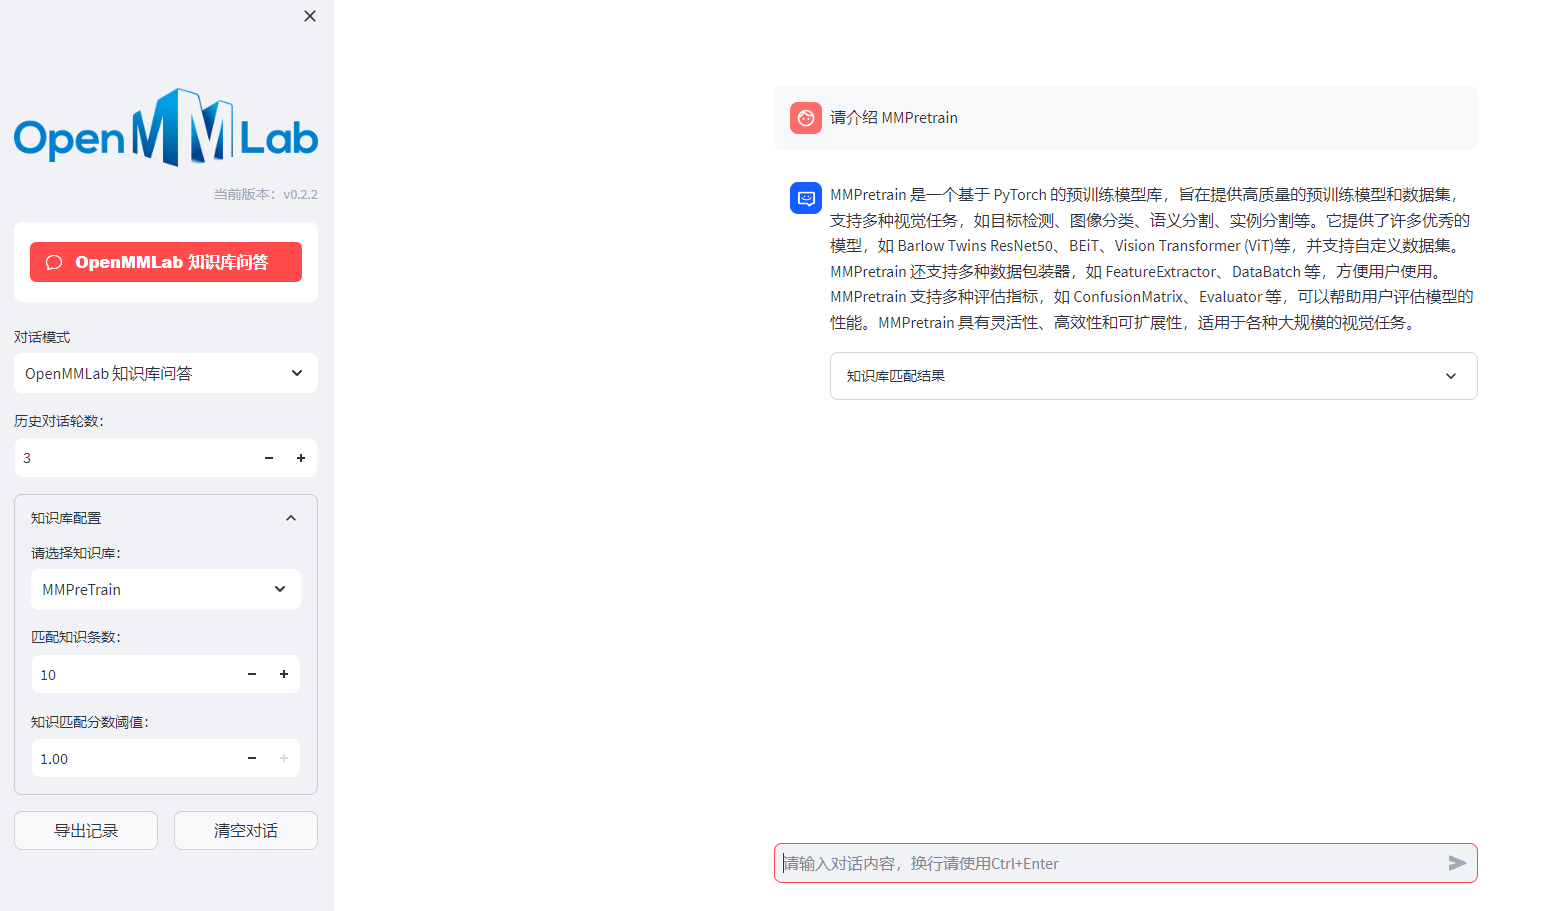 OpenMMLab
当前版本：v0.2.2
OpenMMLab 知识库问答
对话模式
OpenMMLab 知识库问答
历史对话轮数：
3
知识库配置
请选择知识库：
MMPreTrain
匹配知识条数：
10
知识匹配分数阈值：
1.00
导出记录
清空对话
请介绍 MMPretrain
MMPretrain 是一个基于 PyTorch 的预训练模型库，旨在提供高质量的预训练模型和数据集，
支持多种视觉任务，如目标检测、图像分类、语义分割、实例分割等。它提供了许多优秀的
模型，如 Barlow Twins ResNet50、BEiT、Vision Transformer (ViT)等，并支持自定义数据集。
MMPretrain 还支持多种数据包装器，如 FeatureExtractor、DataBatch 等，方便用户使用。
MMPretrain 支持多种评估指标，如 ConfusionMatrix、Evaluator 等，可以帮助用户评估模型的
性能。MMPretrain 具有灵活性、高效性和可扩展性，适用于各种大规模的视觉任务。
知识库匹配结果
请输入对话内容，换行请使用Ctrl+Enter